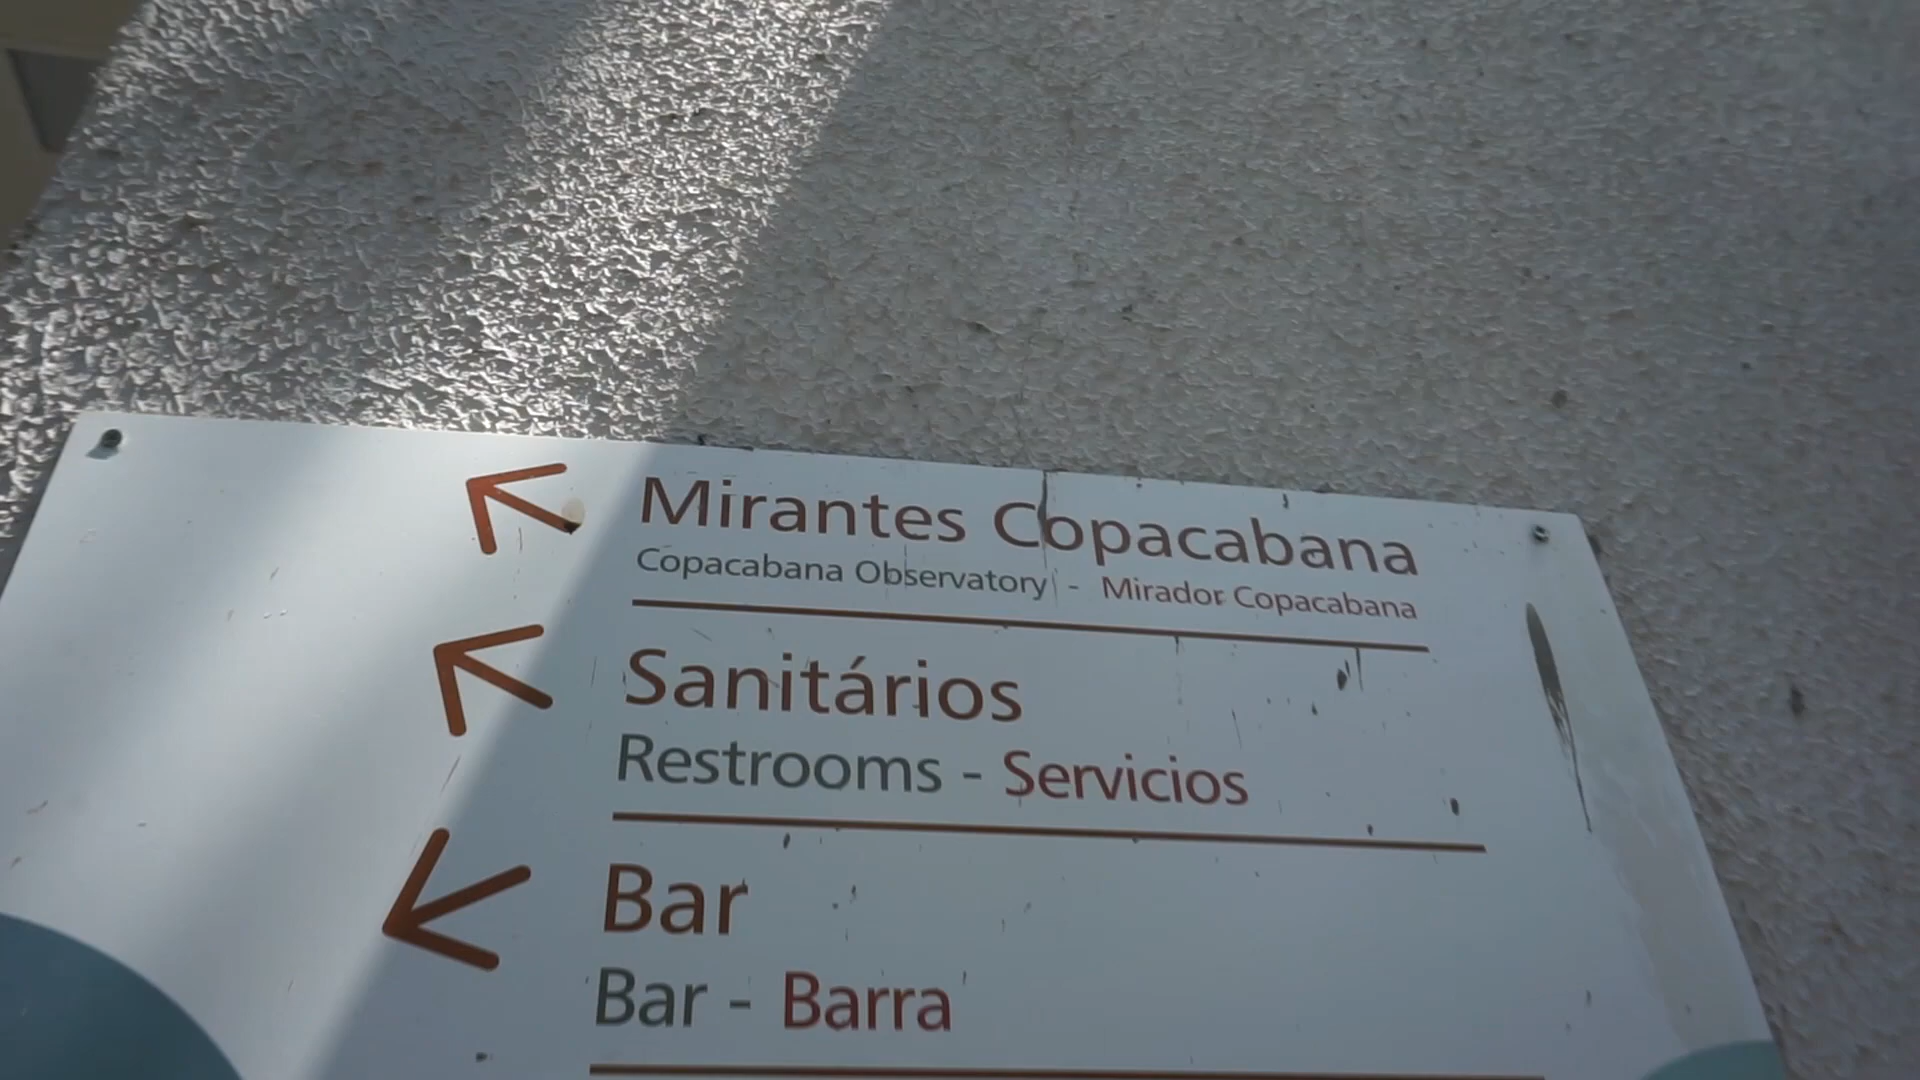 Mirantes Copacabana
Copacabana Observatory - Mirador Copacabana
Sanitários
Restrooms - Servicios
Bar
Bar - Barra